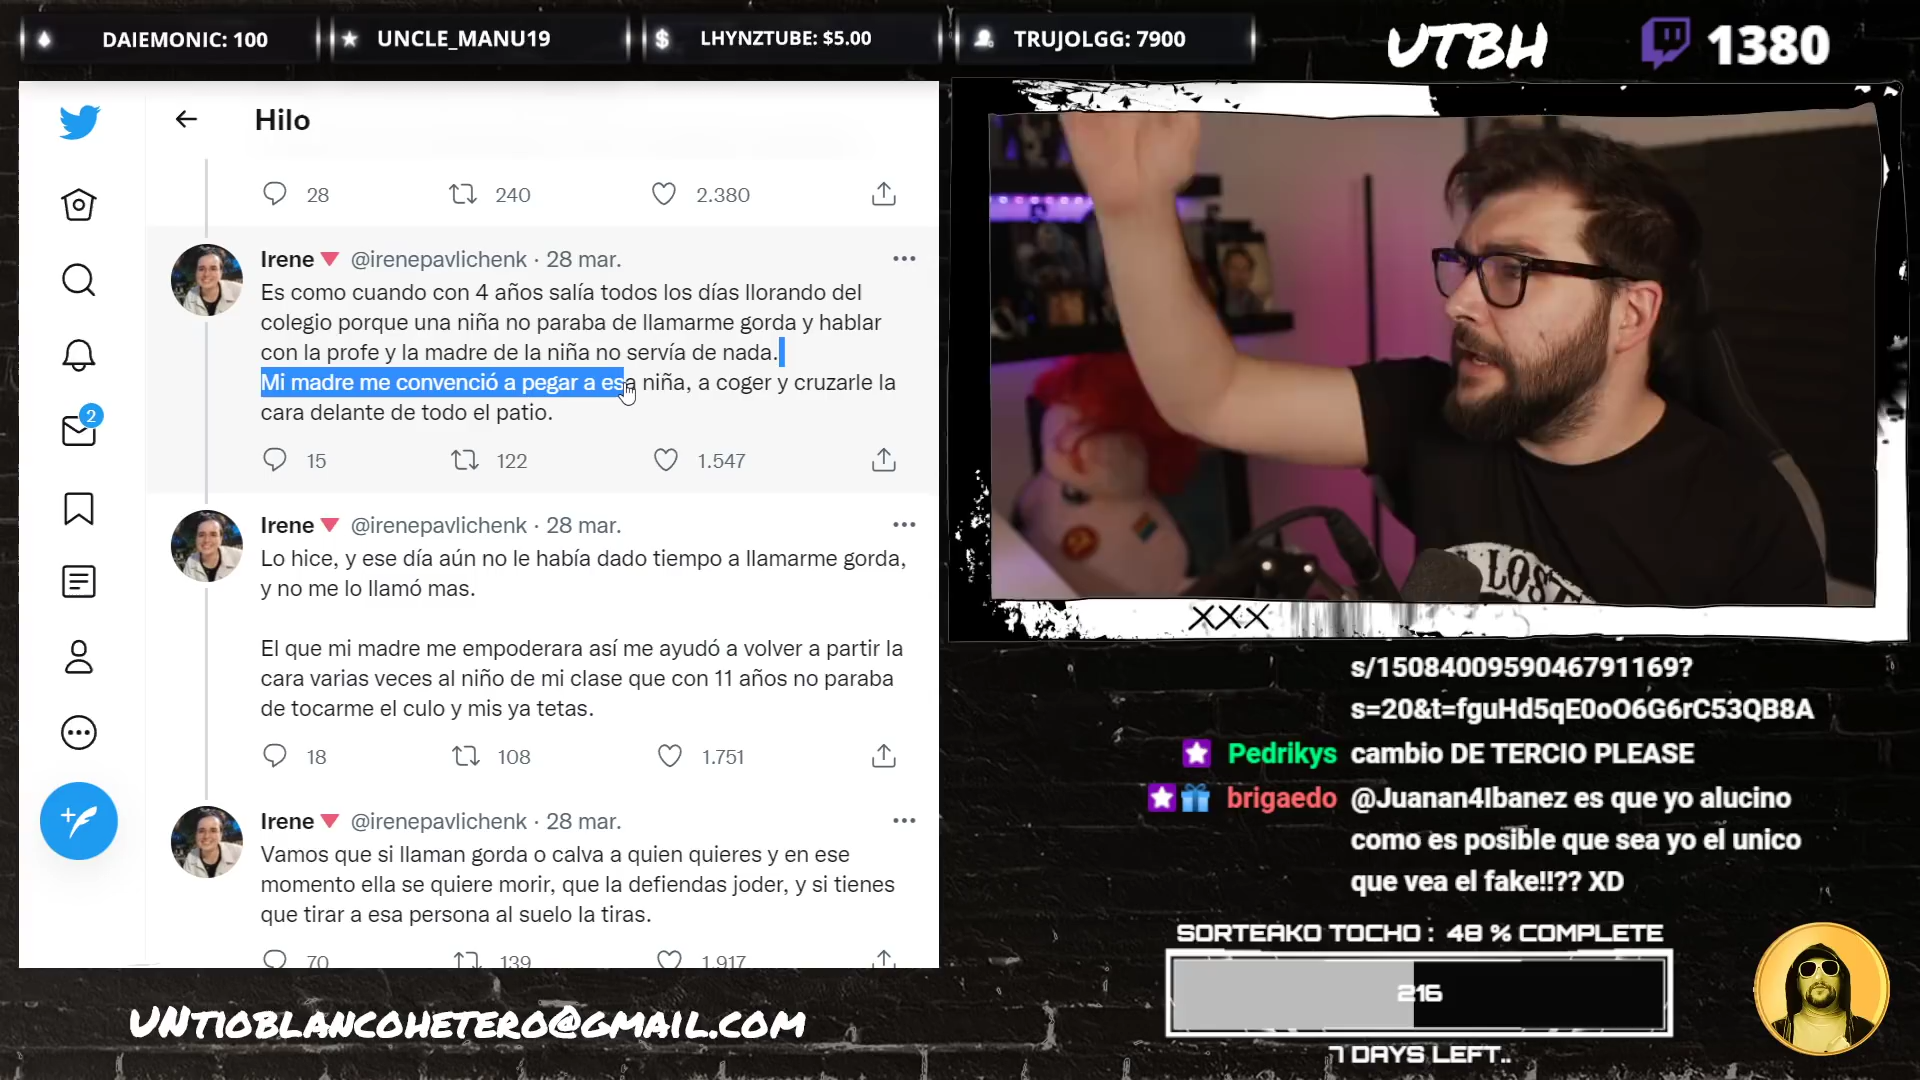 DAIEMONIC: 100
UNCLE_MANU19
LHYNZTUBE: $5.00
TRUJOLGG: 7900
UTBH
1380
Hilo
28 240 2.380
Irene @irenepavlichenk · 28 mar.
Es como cuando con 4 años salía todos los días llorando del
colegio porque una niña no paraba de llamarme gorda y hablar
con la profe y la madre de la niña no servía de nada.
Mi madre me convenció a pegar a esa niña, a coger y cruzarle la
cara delante de todo el patio.
15 122 1.547
2
Irene @irenepavlichenk · 28 mar.
Lo hice, y ese día aún no le había dado tiempo a llamarme gorda,
y no me lo llamó mas.
El que mi madre me empoderara así me ayudó a volver a partir la
cara varias veces al niño de mi clase que con 11 años no paraba
de tocarme el culo y mis ya tetas.
18 108 1.751
Irene @irenepavlichenk · 28 mar.
Vamos que si llaman gorda o calva a quien quieres y en ese
momento ella se quiere morir, que la defiendas joder, y si tienes
que tirar a esa persona al suelo la tiras.
70 139 1.917
LOS
XXX
s/1508400959046791169?
s=20&t=fguHd5qE0oO6G6rC53QB8A
Pedrikys cambio DE TERCIO PLEASE
brigaedo @Juanan4Ibanez es que yo alucino
como es posible que sea yo el unico
que vea el fake!!?? XD
SORTEAKO TOCHO : 48 % COMPLETE
216
7 DAYS LEFT..
UNTIOBLANCOHETERO@GMAIL.COM